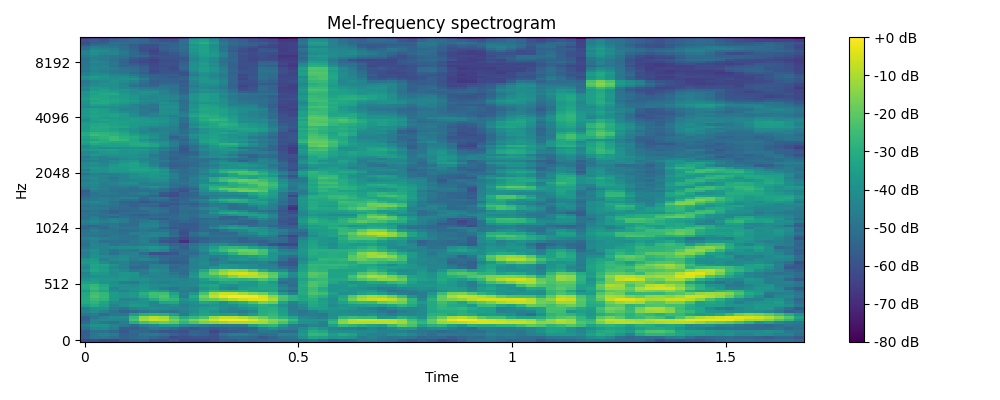 Mel-frequency spectrogram
Hz
8192
4096
2048
1024
512
0
0
0.5
1
1.5
Time
+0 dB
-10 dB
-20 dB
-30 dB
-40 dB
-50 dB
-60 dB
-70 dB
-80 dB